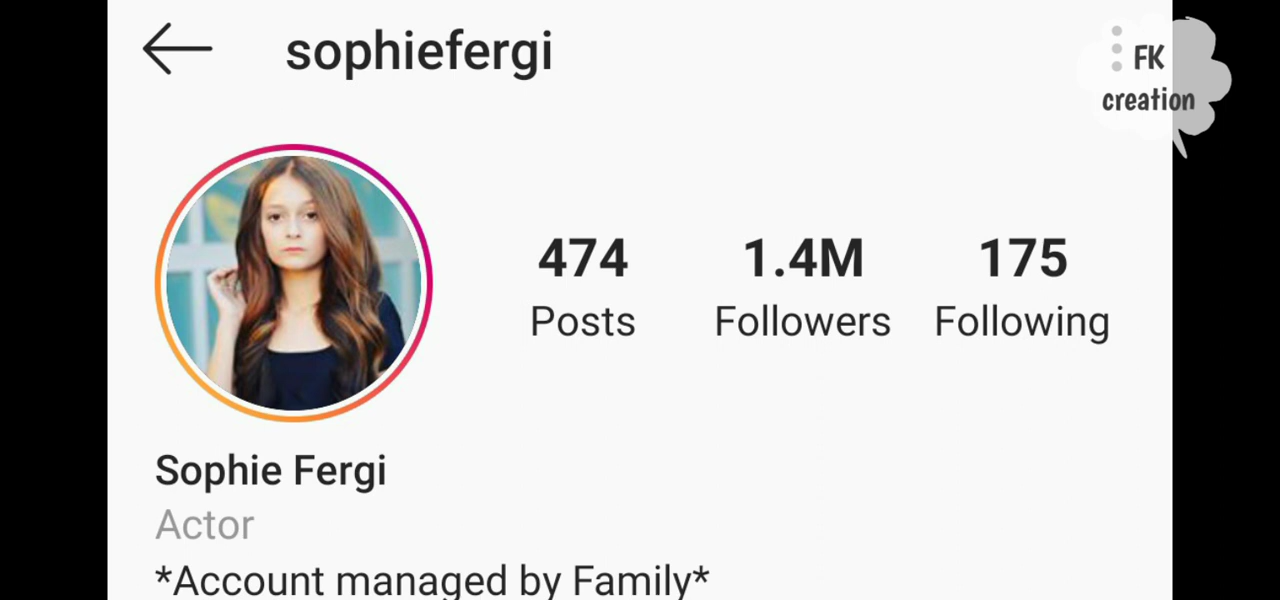 sophiefergi
FK
creation
474 1.4M 175
Posts Followers Following
Sophie Fergi
Actor
*Account managed by Family*